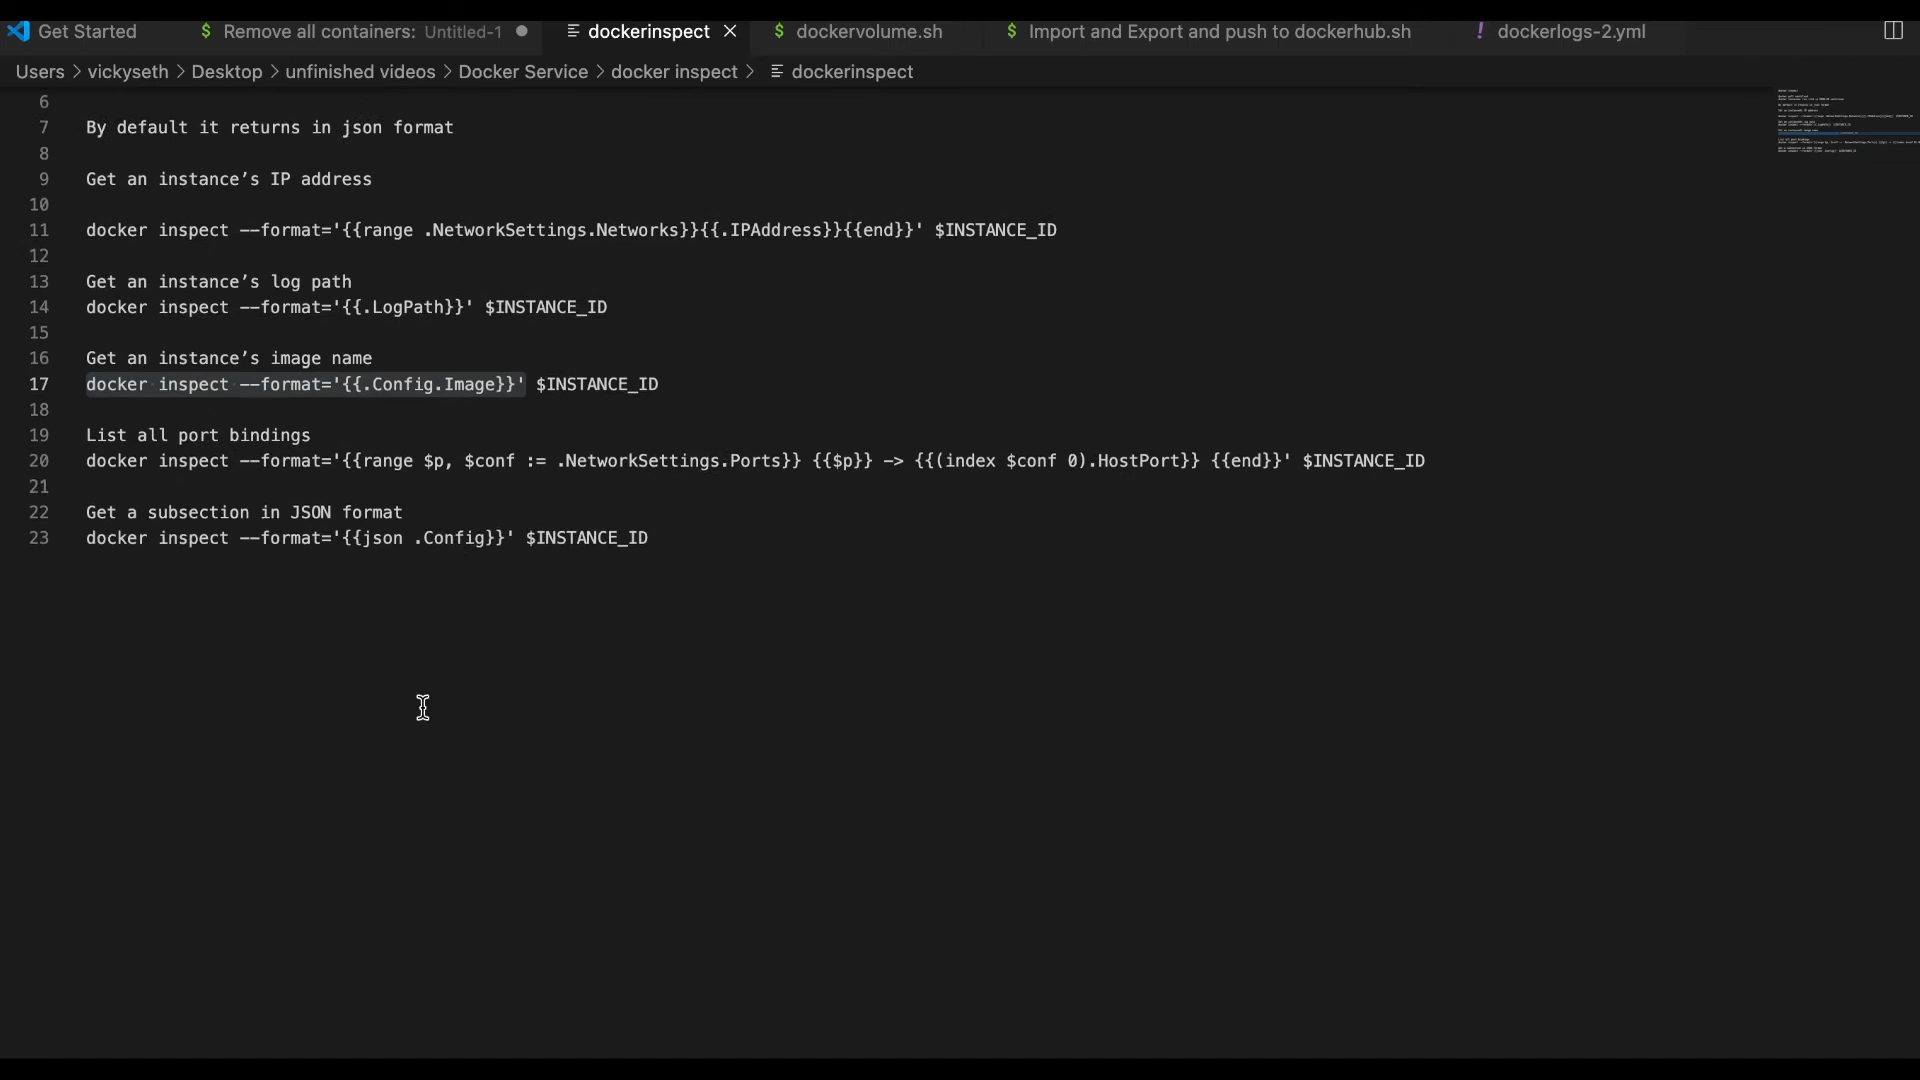 Get Started
$ Remove all containers: Untitled-1
dockerinspect
$ dockervolume.sh
$ Import and Export and push to dockerhub.sh
! dockerlogs-2.yml
Users > vickyseth > Desktop > unfinished videos > Docker Service > docker inspect > dockerinspect
6
7 By default it returns in json format
8
9 Get an instance’s IP address
10
11 docker inspect --format='{{range .NetworkSettings.Networks}}{{.IPAddress}}{{end}}' $INSTANCE_ID
12
13 Get an instance’s log path
14 docker inspect --format='{{.LogPath}}' $INSTANCE_ID
15
16 Get an instance’s image name
17 docker inspect --format='{{.Config.Image}}' $INSTANCE_ID
18
19 List all port bindings
20 docker inspect --format='{{range $p, $conf := .NetworkSettings.Ports}} {{$p}} -> {{(index $conf 0).HostPort}} {{end}}' $INSTANCE_ID
21
22 Get a subsection in JSON format
23 docker inspect --format='{{json .Config}}' $INSTANCE_ID